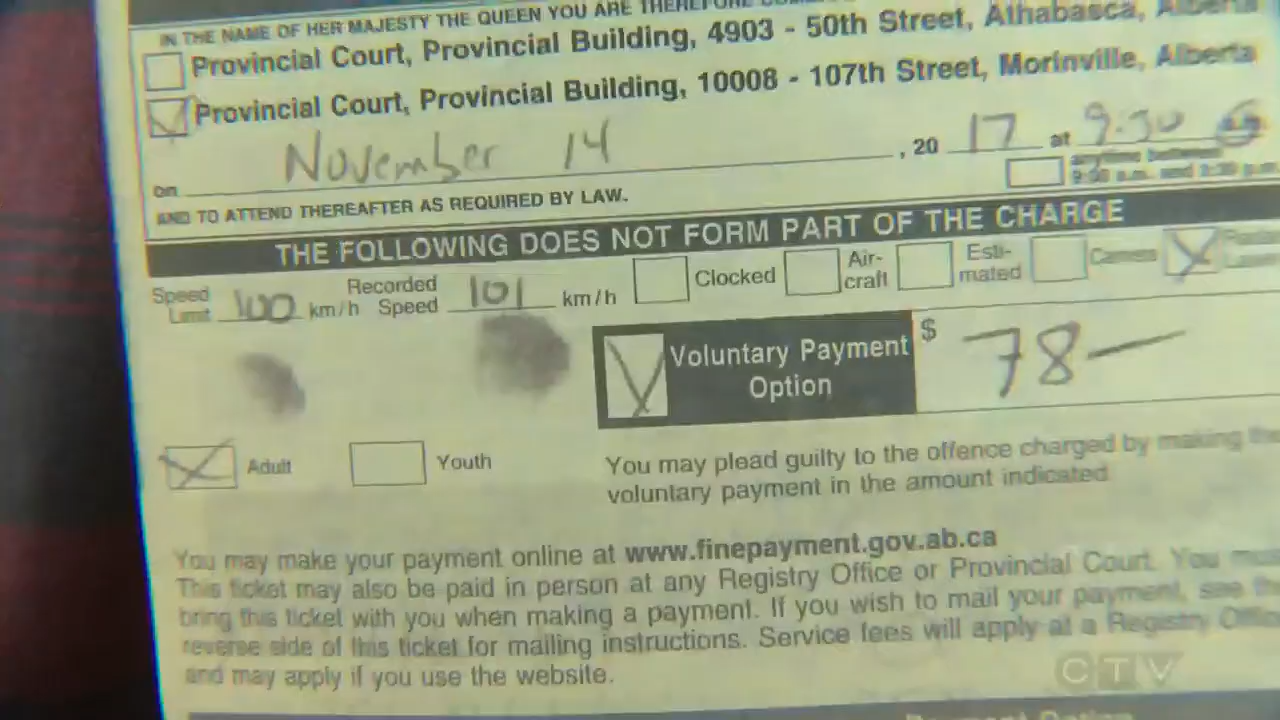 IN THE NAME OF HER MAJESTY THE QUEEN YOU ARE THEREFORE
Provincial Court, Provincial Building, 4903 - 50th Street, Athabasca, Alberta
Provincial Court, Provincial Building, 10008 - 107th Street, Morinville, Alberta
on November 14, 20 17 at 9:30
9:30 a.m. and
AND TO ATTEND THEREAFTER AS REQUIRED BY LAW.
THE FOLLOWING DOES NOT FORM PART OF THE CHARGE
Speed Limit 100 km/h Recorded Speed 101 km/h Clocked Air-craft Esti-mated Camera
Voluntary Payment Option $ 78
Adult Youth
You may plead guilty to the offence charged by making the
voluntary payment in the amount indicated
You may make your payment online at www.finepayment.gov.ab.ca
This ticket may also be paid in person at any Registry Office or Provincial Court. You
bring this ticket with you when making a payment. If you wish to mail your payment, see the
reverse side of this ticket for mailing instructions. Service fees will apply at a Registry
and may apply if you use the website.
CTV
Payment Option